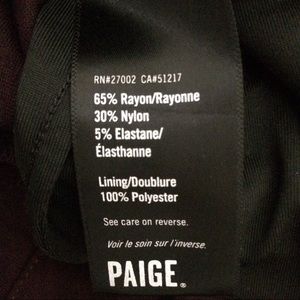 RN#27002 CA#51217
65% Rayon/Rayonne
30% Nylon
5% Elastane/
Élasthanne
Lining/Doublure
100% Polyester
See care on reverse.
Voir le soin sur l'inverse.
PAIGE®